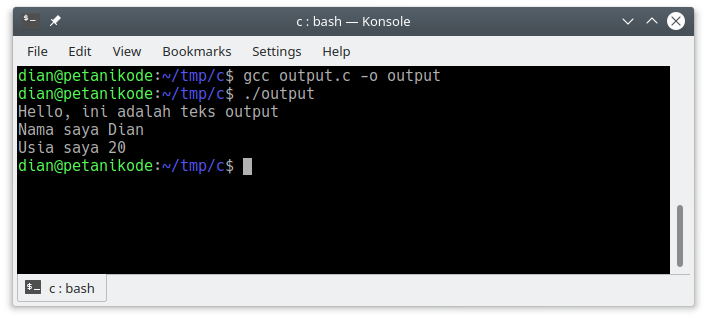 c : bash — Konsole
File Edit View Bookmarks Settings Help
dian@petanikode:~/tmp/c$ gcc output.c -o output
dian@petanikode:~/tmp/c$ ./output
Hello, ini adalah teks output
Nama saya Dian
Usia saya 20
dian@petanikode:~/tmp/c$
c : bash